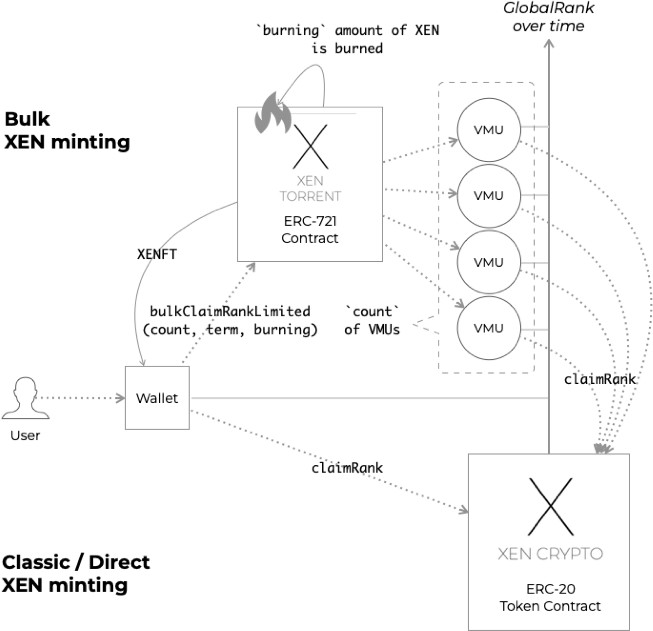 GlobalRank
over time
`burning` amount of XEN
is burned
Bulk
XEN minting
VMU
XEN
TORRENT
ERC-721
Contract
VMU
VMU
XENFT
bulkClaimRankLimited
(count, term, burning)
`count`
of VMUs
VMU
claimRank
Wallet
User
claimRank
XEN CRYPTO
Classic / Direct
XEN minting
ERC-20
Token Contract